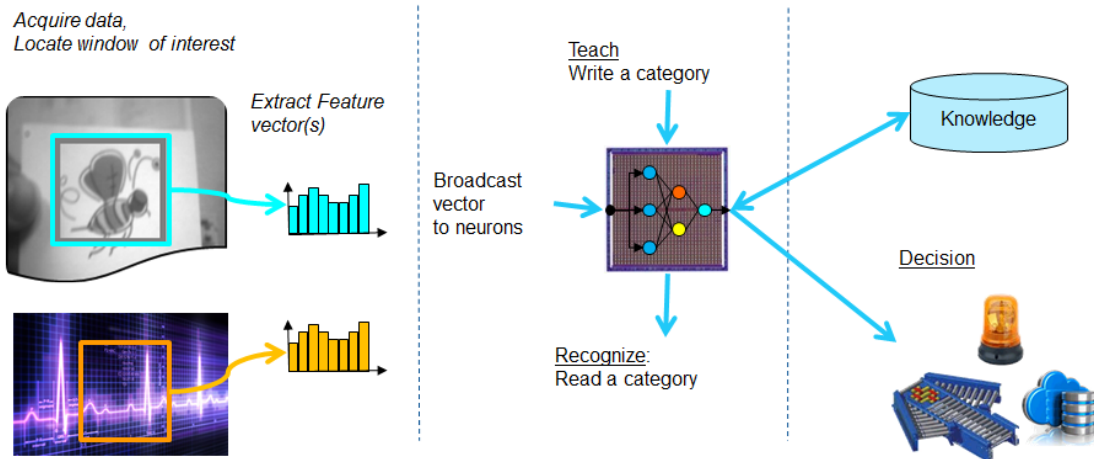 Acquire data,
Locate window of interest
Extract Feature
vector(s)
Broadcast
vector
to neurons
Teach
Write a category
Recognize:
Read a category
Knowledge
Decision